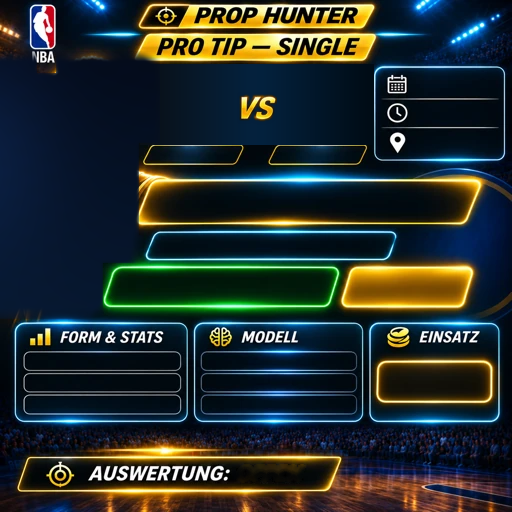 NBA
PROP HUNTER
PRO TIP — SINGLE
VS
FORM & STATS
MODELL
EINSATZ
AUSWERTUNG: